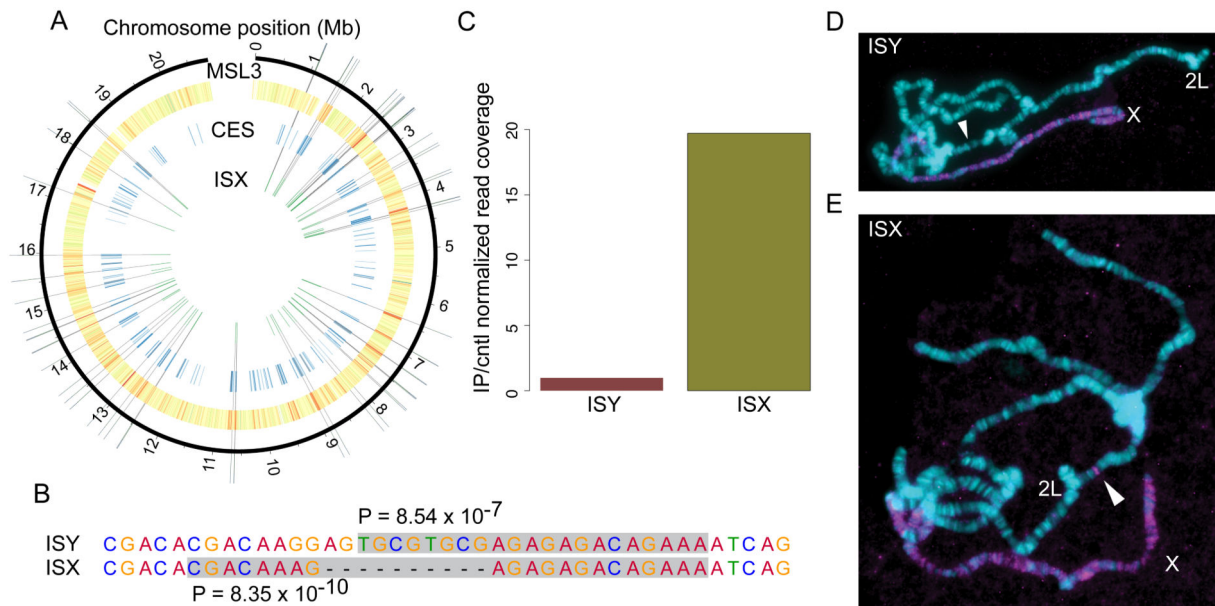 A
Chromosome position (Mb)
0
1
2
3
4
5
6
7
8
9
10
11
12
13
14
15
16
17
18
19
20
MSL3
CES
ISX
B
P = 8.54 x 10-7
ISY CGACACGACAAGGAGTGCGTGCGAGAGAGACAGAAAATCAG
ISX CGACACGACAAAG----------AGAGAGACAGAAAATCAG
P = 8.35 x 10-10
C
IP/cntl normalized read coverage
20
15
10
5
0
ISY ISX
D
ISY
2L
X
E
ISX
2L
X